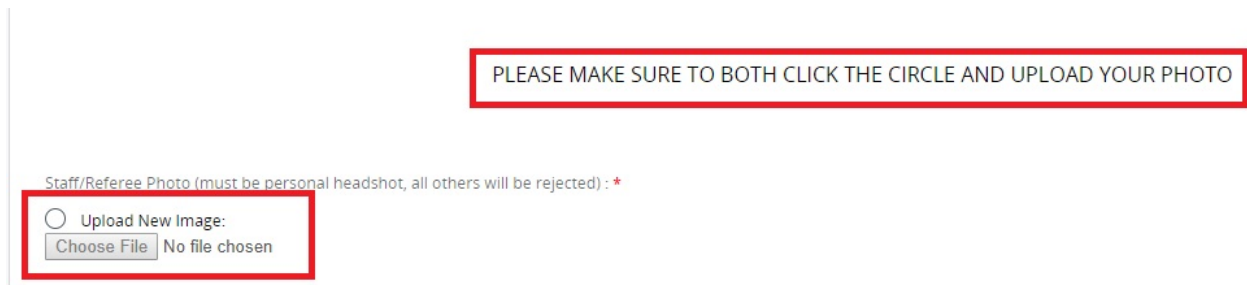 PLEASE MAKE SURE TO BOTH CLICK THE CIRCLE AND UPLOAD YOUR PHOTO
Staff/Referee Photo (must be personal headshot, all others will be rejected) : *
Upload New Image:
Choose File No file chosen